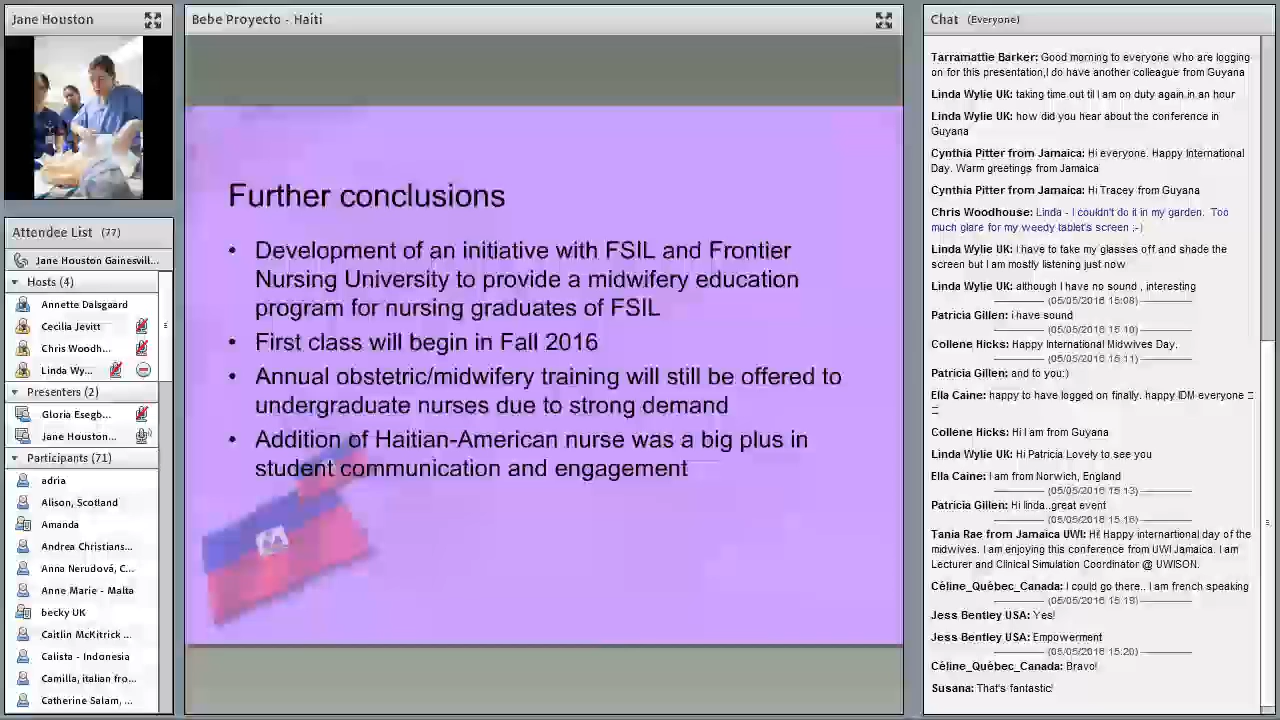 Jane Houston
Attendee List (77)
Jane Houston Gainesvill...
Hosts (4)
Annette Dalsgaard
Cecilia Jevitt
Chris Woodh...
Linda Wy...
Presenters (2)
Gloria Esegb...
Jane Houston...
Participants (71)
adria
Alison, Scotland
Amanda
Andrea Christians...
Anna Nerudová, C...
Anne Marie - Malta
becky UK
Caitlin McKitrick ...
Calista - Indonesia
Camilla, italian fro...
Catherine Salam, ...
Bebe Proyecto - Haiti
Further conclusions
• Development of an initiative with FSIL and Frontier
Nursing University to provide a midwifery education
program for nursing graduates of FSIL
• First class will begin in Fall 2016
• Annual obstetric/midwifery training will still be offered to
undergraduate nurses due to strong demand
• Addition of Haitian-American nurse was a big plus in
student communication and engagement
Chat (Everyone)
Tarramattie Barker: Good morning to everyone who are logging
on for this presentation,I do have another colleague from Guyana
Linda Wylie UK: taking time out til I am on duty again.in an hour
Linda Wylie UK: how did you hear about the conference in
Guyana
Cynthia Pitter from Jamaica: Hi everyone. Happy International
Day. Warm greetings from Jamaica
Cynthia Pitter from Jamaica: Hi Tracey from Guyana
Chris Woodhouse: Linda - I couldn't do it in my garden. Too
much glare for my weedy tablet's screen ;-)
Linda Wylie UK: I have to take my glasses off and shade the
screen but I am mostly listening just now
Linda Wylie UK: although I have no sound , interesting
(05/05/2016 15:08)
Patricia Gillen: i have sound
(05/05/2016 15:10)
Collene Hicks: Happy International Midwives Day.
(05/05/2016 15:11)
Patricia Gillen: and to you:)
Ella Caine: happy to have logged on finally. happy IDM everyone
Collene Hicks: Hi I am from Guyana
Linda Wylie UK: Hi Patricia Lovely to see you
Ella Caine: I am from Norwich, England
(05/05/2016 15:13)
Patricia Gillen: Hi linda..great event
(05/05/2016 15:16)
Tania Rae from Jamaica UWI: Hi! Happy internartional day of the
midwives. I am enjoying this conference from UWI Jamaica. I am
Lecturer and Clinical Simulation Coordinator @ UWISON.
Céline_Québec_Canada: I could go there.. I am french speaking
(05/05/2016 15:19)
Jess Bentley USA: Yes!
Jess Bentley USA: Empowerment
(05/05/2016 15:20)
Céline_Québec_Canada: Bravo!
Susana: That's fantastic!